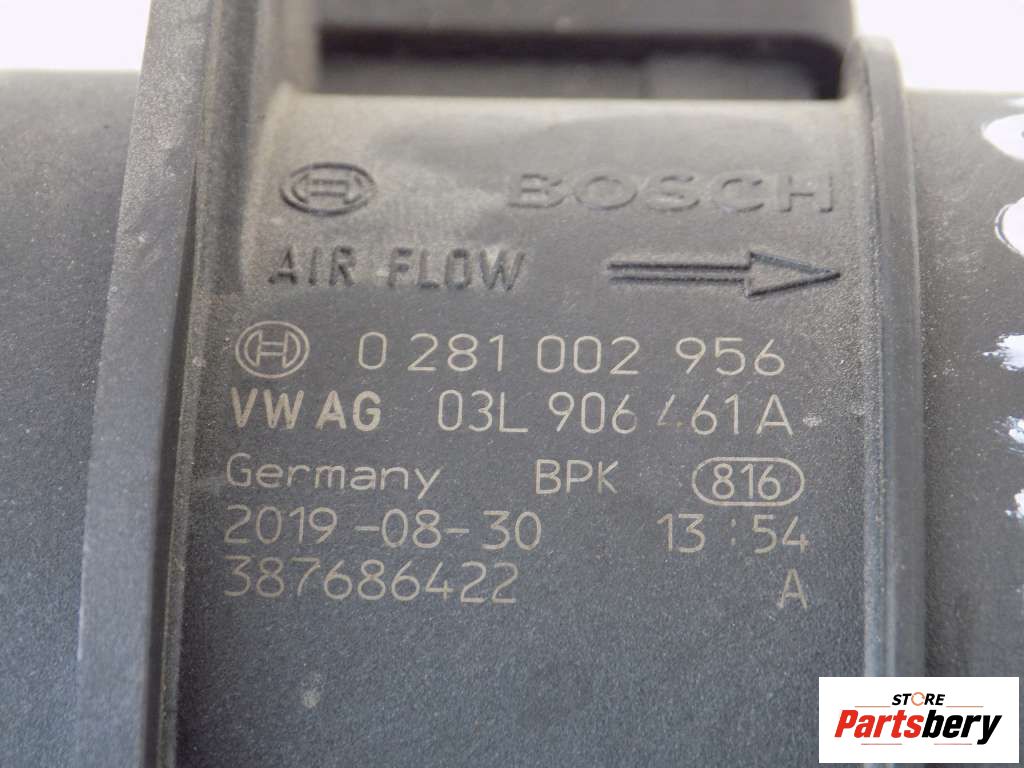 BOSCH
AIR FLOW
0 281 002 956
VW AG 03L 906 461 A
Germany BPK 816
2019-08-30 13:54
387686422 A
STORE
Partsbery